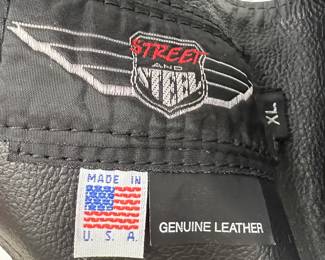 STREET
AND
STEEL
XL
MADE IN
U. S. A.
GENUINE LEATHER